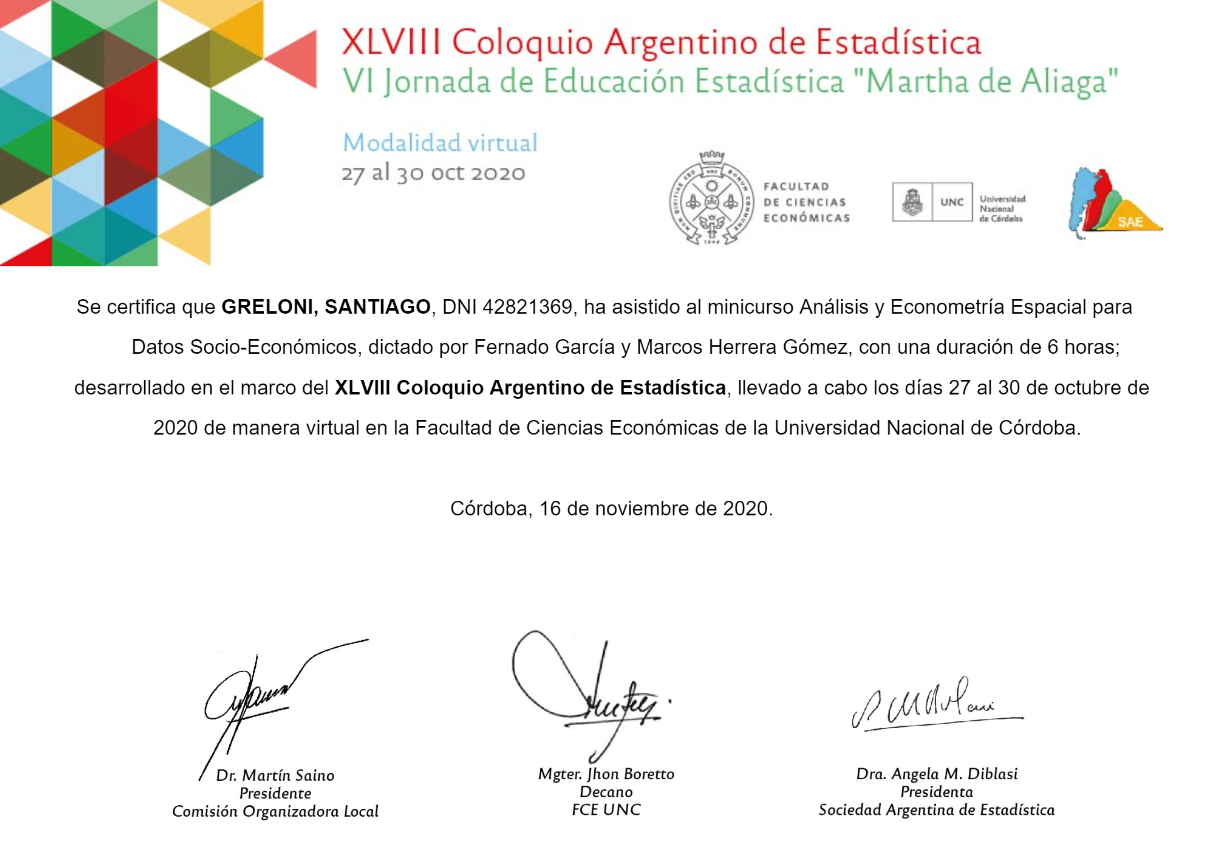 XLVIII Coloquio Argentino de Estadística
VI Jornada de Educación Estadística "Martha de Aliaga"
Modalidad virtual
27 al 30 oct 2020
FACULTAD
DE CIENCIAS
ECONÓMICAS
UNC
Universidad
Nacional
de Córdoba
SAE
Se certifica que GRELONI, SANTIAGO, DNI 42821369, ha asistido al minicurso Análisis y Econometría Espacial para
Datos Socio-Económicos, dictado por Fernado García y Marcos Herrera Gómez, con una duración de 6 horas;
desarrollado en el marco del XLVIII Coloquio Argentino de Estadística, llevado a cabo los días 27 al 30 de octubre de
2020 de manera virtual en la Facultad de Ciencias Económicas de la Universidad Nacional de Córdoba.
Córdoba, 16 de noviembre de 2020.
Dr. Martín Saino
Presidente
Comisión Organizadora Local
Mgter. Jhon Boretto
Decano
FCE UNC
Dra. Angela M. Diblasi
Presidenta
Sociedad Argentina de Estadística